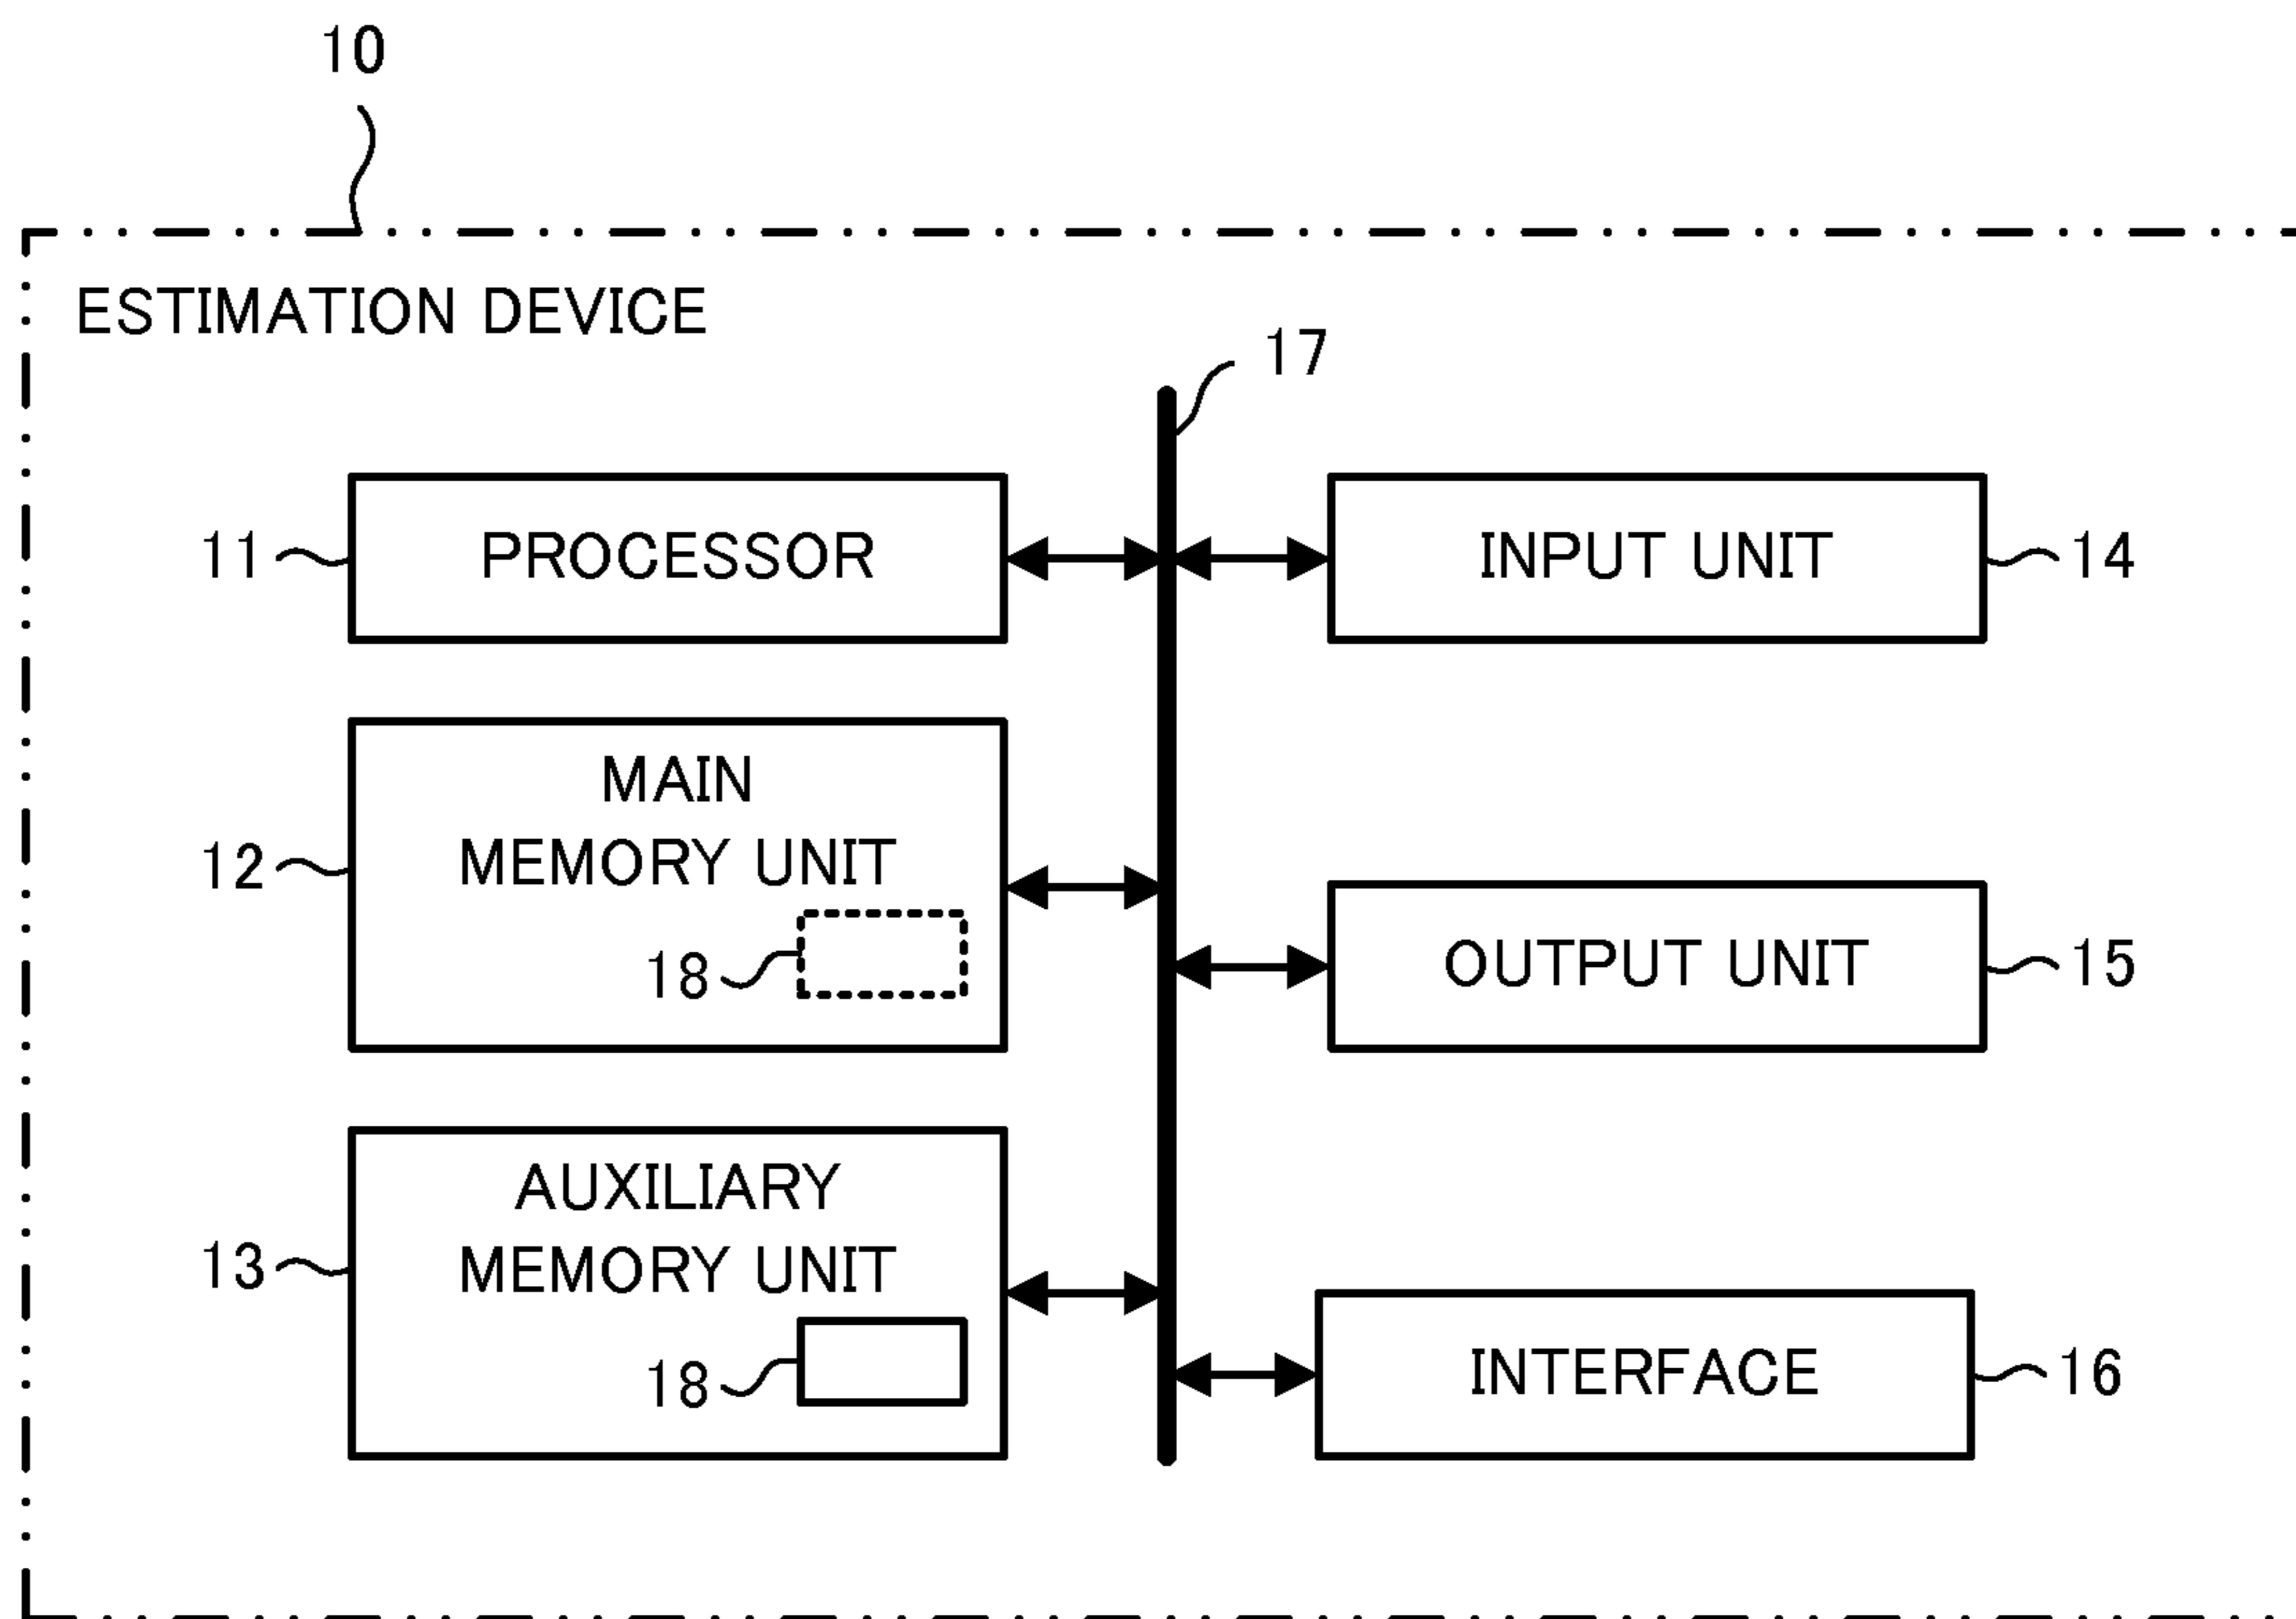 10
ESTIMATION DEVICE
17
11
PROCESSOR
INPUT UNIT
14
12
MAIN
MEMORY UNIT
18
OUTPUT UNIT
15
13
AUXILIARY
MEMORY UNIT
18
INTERFACE
16